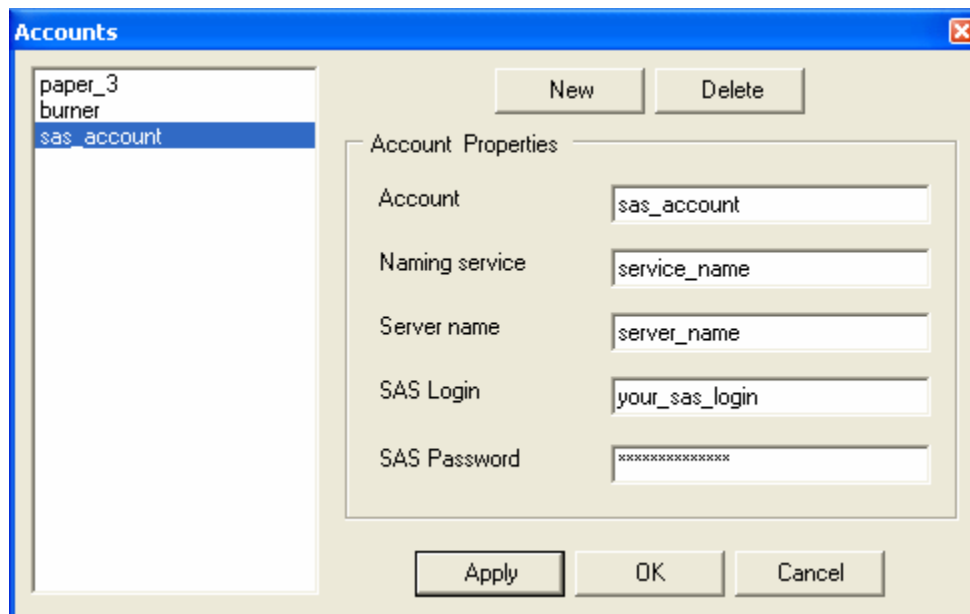 Accounts
paper_3
burner
sas_account
New
Delete
Account Properties
Account
sas_account
Naming service
service_name
Server name
server_name
SAS Login
your_sas_login
SAS Password
**************
Apply
OK
Cancel